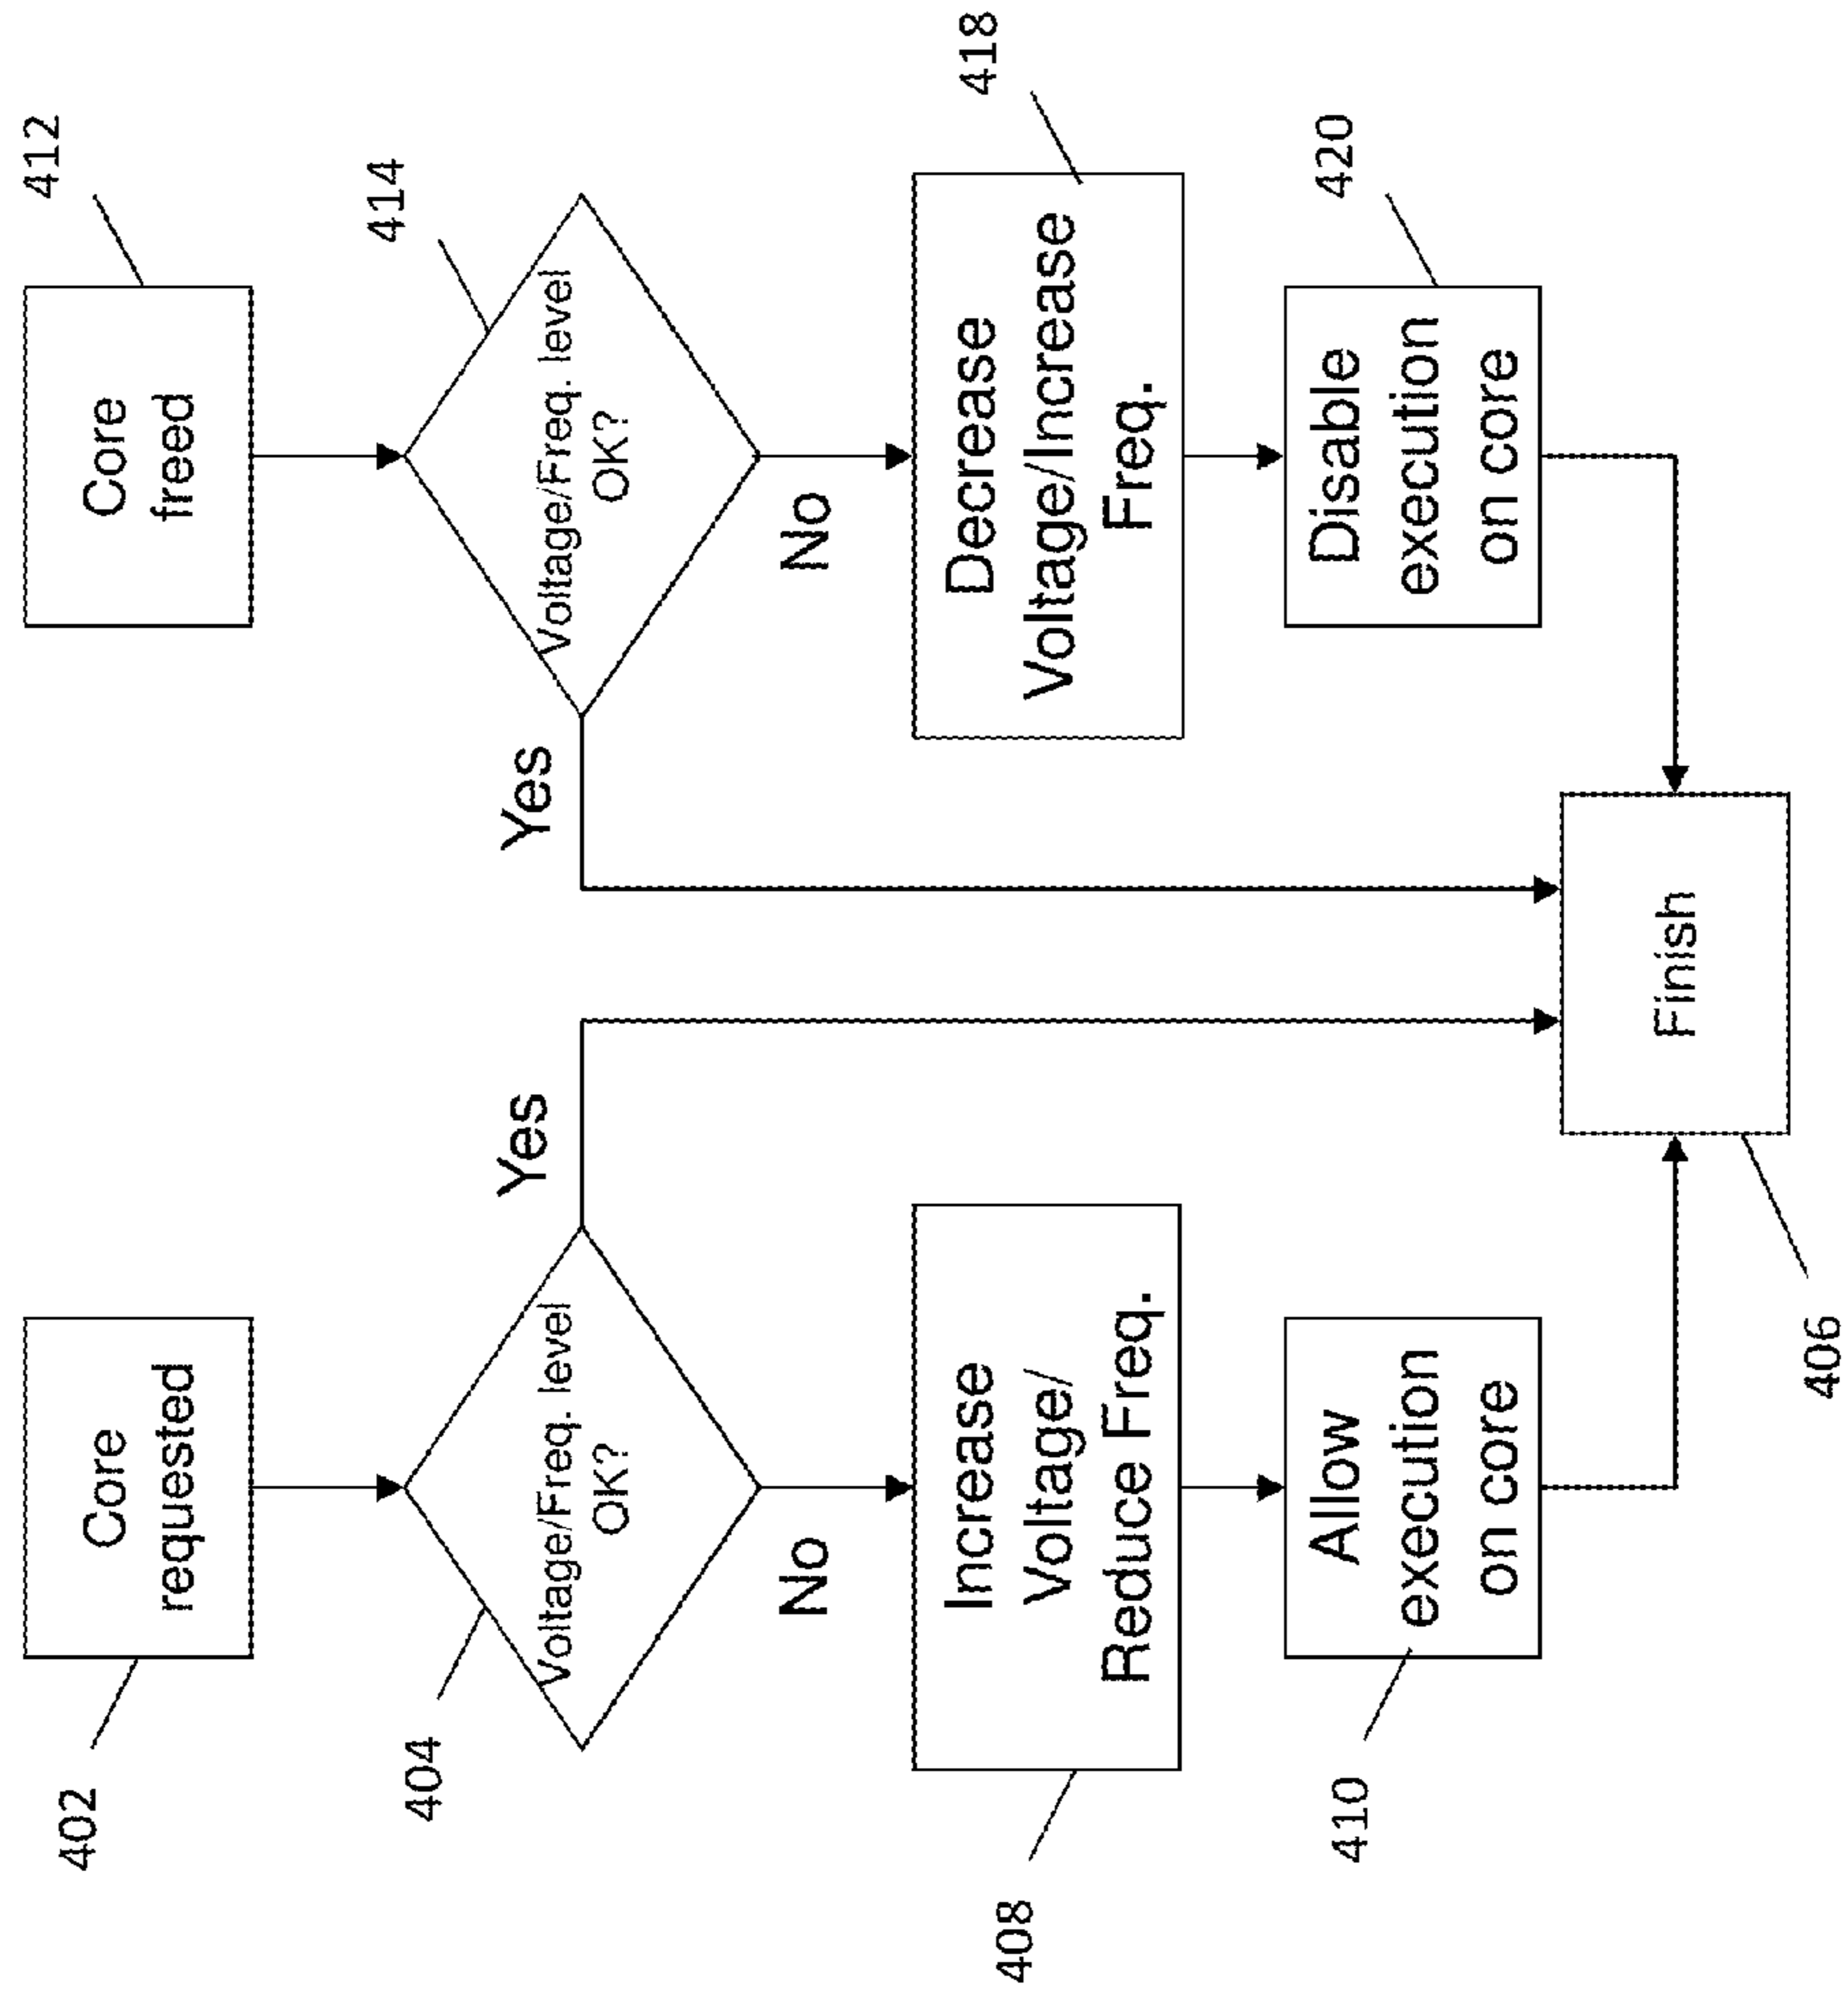 402
Core
requested
Core
freed
412
404
Voltage/Freq. level
OK?
Yes
Yes
Voltage/Freq. level
OK?
414
No
No
408
Increase
Voltage/
Reduce Freq.
Decrease
Voltage/Increase
Freq.
418
410
Allow
execution
on core
Disable
execution
on core
420
Finish
406